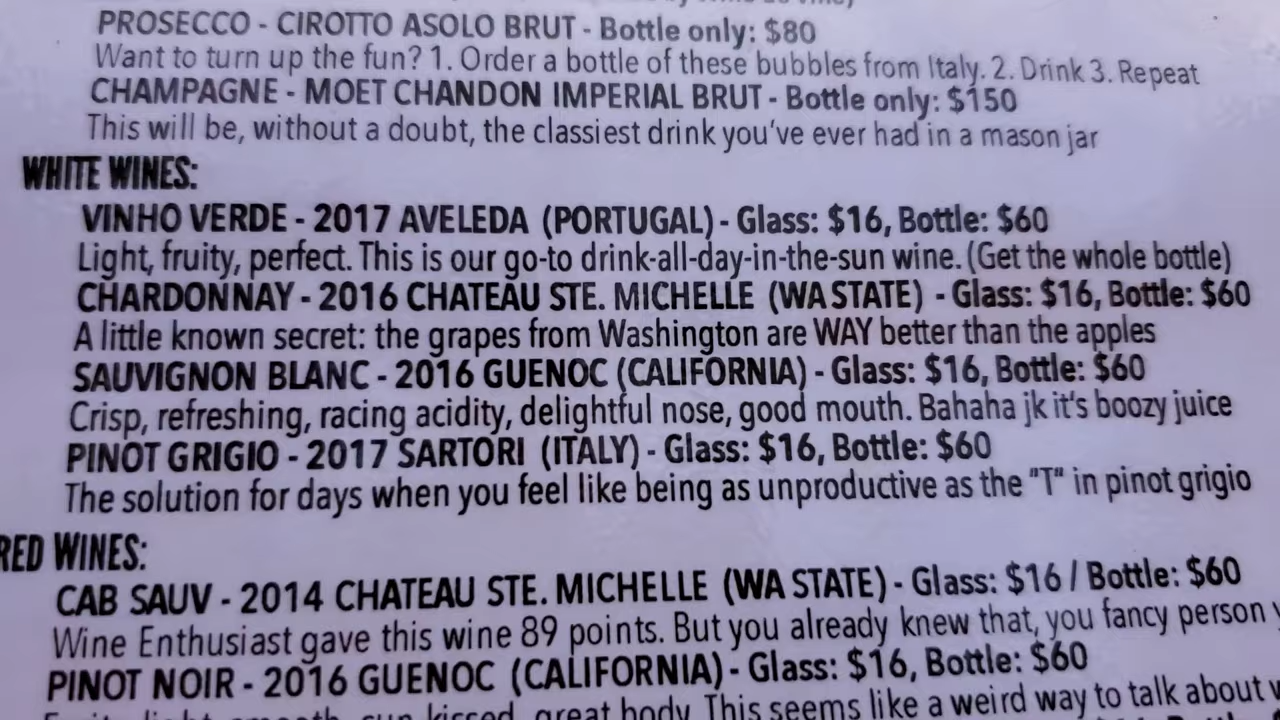 PROSECCO - CIROTTO ASOLO BRUT - Bottle only: $80
Want to turn up the fun? 1. Order a bottle of these bubbles from Italy. 2. Drink 3. Repeat
CHAMPAGNE - MOET CHANDON IMPERIAL BRUT - Bottle only: $150
This will be, without a doubt, the classiest drink you've ever had in a mason jar
WHITE WINES:
VINHO VERDE - 2017 AVELEDA (PORTUGAL) - Glass: $16, Bottle: $60
Light, fruity, perfect. This is our go-to drink-all-day-in-the-sun wine. (Get the whole bottle)
CHARDONNAY - 2016 CHATEAU STE. MICHELLE (WA STATE) - Glass: $16, Bottle: $60
A little known secret: the grapes from Washington are WAY better than the apples
SAUVIGNON BLANC - 2016 GUENOC (CALIFORNIA) - Glass: $16, Bottle: $60
Crisp, refreshing, racing acidity, delightful nose, good mouth. Bahaha jk it's boozy juice
PINOT GRIGIO - 2017 SARTORI (ITALY) - Glass: $16, Bottle: $60
The solution for days when you feel like being as unproductive as the "T" in pinot grigio
RED WINES:
CAB SAUV - 2014 CHATEAU STE. MICHELLE (WA STATE) - Glass: $16 / Bottle: $60
Wine Enthusiast gave this wine 89 points. But you already knew that, you fancy person
PINOT NOIR - 2016 GUENOC (CALIFORNIA) - Glass: $16, Bottle: $60
great body. This seems like a weird way to talk about